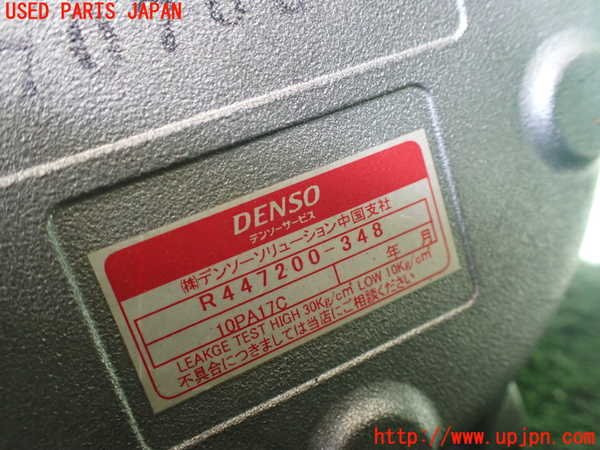 USED PARTS JAPAN
DENSO
デンソーサービス
㈱デンソーソリューション中国支社
R447200-348
年 月
10PA17C
LEAKGE TEST HIGH 30Kg/c㎡ LOW 10Kg/c㎡
不具合につきましては当店にご相談ください
http://www.upjpn.com